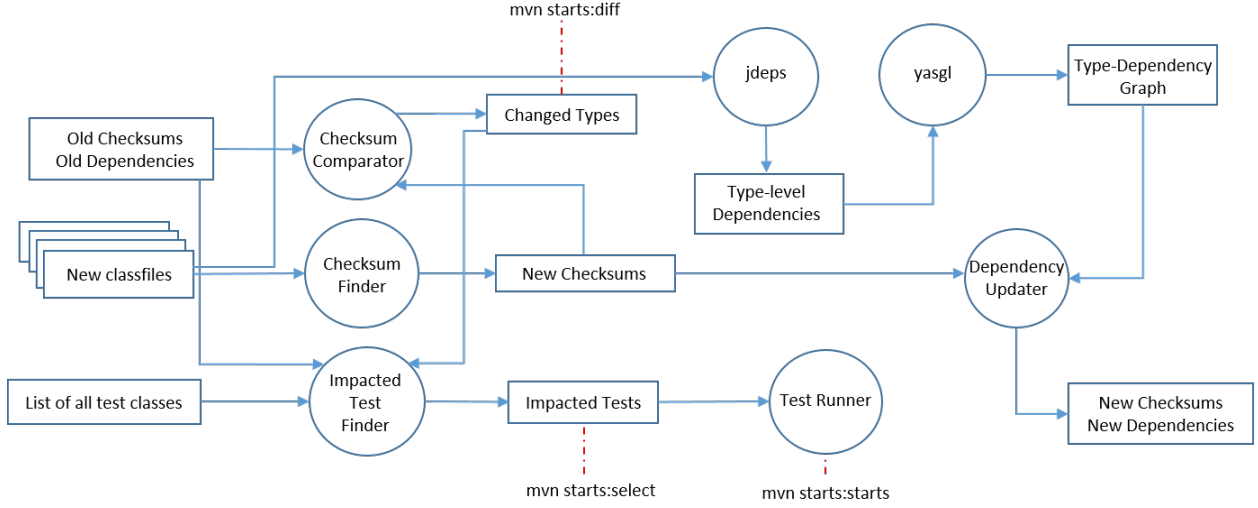 mvn starts:diff
jdeps
yasgl
Type-Dependency
Graph
Changed Types
Old Checksums
Old Dependencies
Checksum
Comparator
Type-level
Dependencies
New classfiles
Checksum
Finder
New Checksums
Dependency
Updater
List of all test classes
Impacted
Test
Finder
Impacted Tests
Test Runner
New Checksums
New Dependencies
mvn starts:select
mvn starts:starts